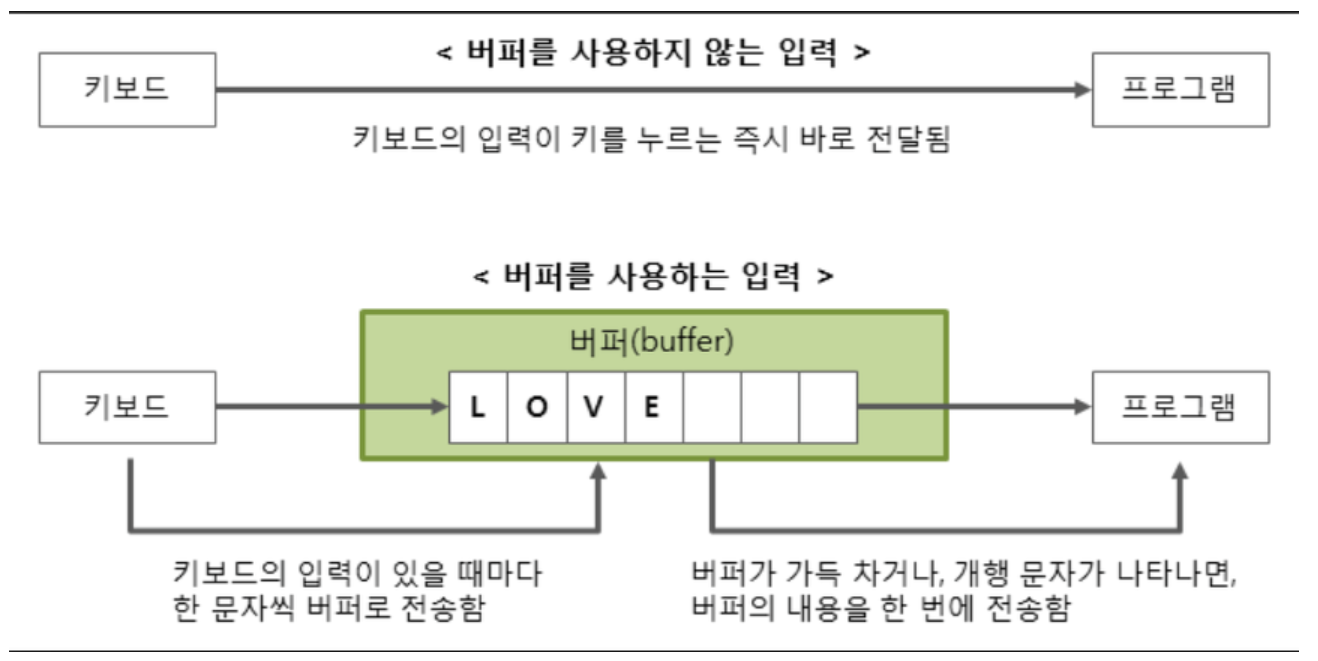 < 버퍼를 사용하지 않는 입력 >
키보드
프로그램
키보드의 입력이 키를 누르는 즉시 바로 전달됨
< 버퍼를 사용하는 입력 >
버퍼(buffer)
키보드
L O V E
프로그램
키보드의 입력이 있을 때마다
한 문자씩 버퍼로 전송함
버퍼가 가득 차거나, 개행 문자가 나타나면,
버퍼의 내용을 한 번에 전송함